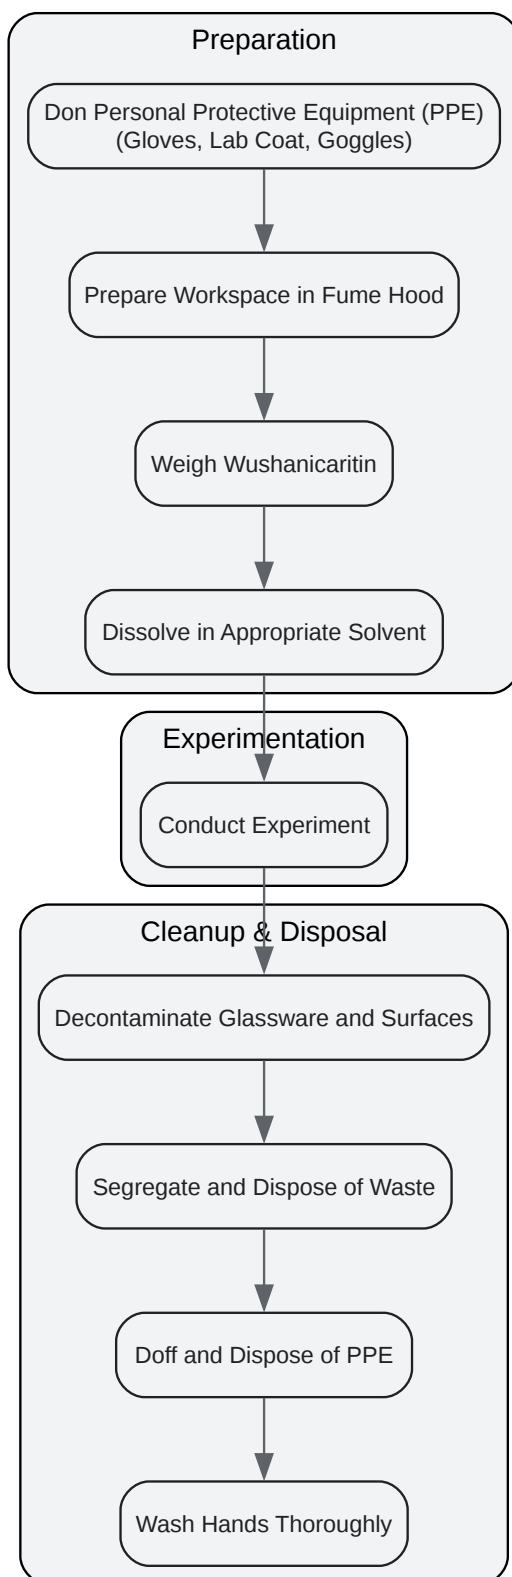 Preparation
Don Personal Protective Equipment (PPE)
(Gloves, Lab Coat, Goggles)
Prepare Workspace in Fume Hood
Weigh Wushanicaritin
Dissolve in Appropriate Solvent
Experimentation
Conduct Experiment
Cleanup & Disposal
Decontaminate Glassware and Surfaces
Segregate and Dispose of Waste
Doff and Dispose of PPE
Wash Hands Thoroughly